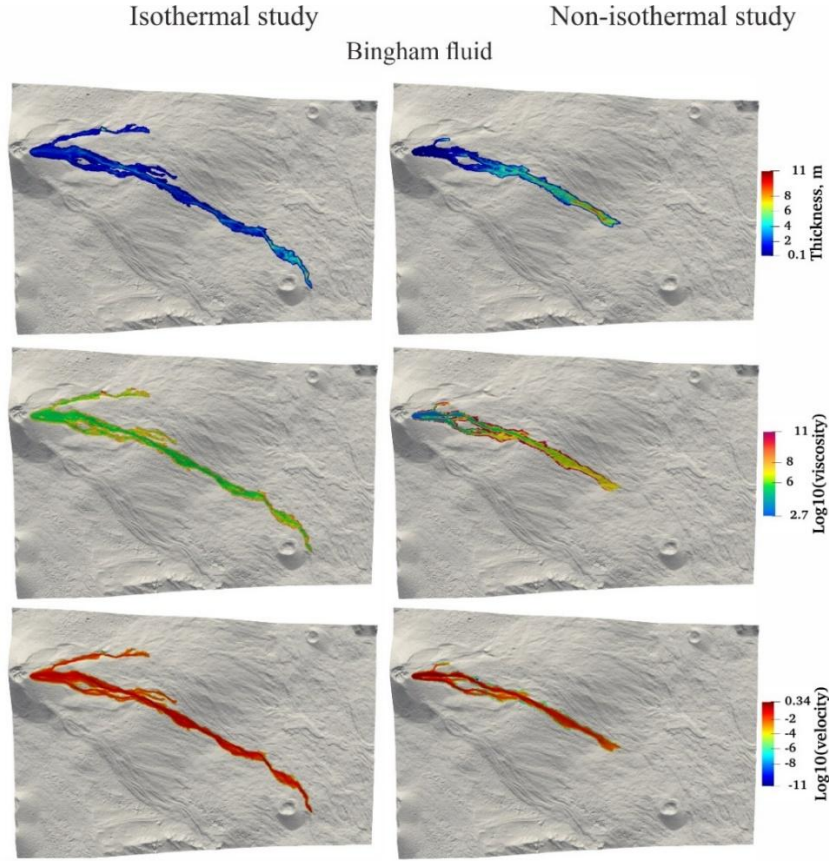 Isothermal study
Non-isothermal study
Bingham fluid
11
8
6
4
2
0.1
Thickness, m
11
8
6
2.7
Log10(viscosity)
0.34
-2
-4
-6
-8
-11
Log10(velocity)